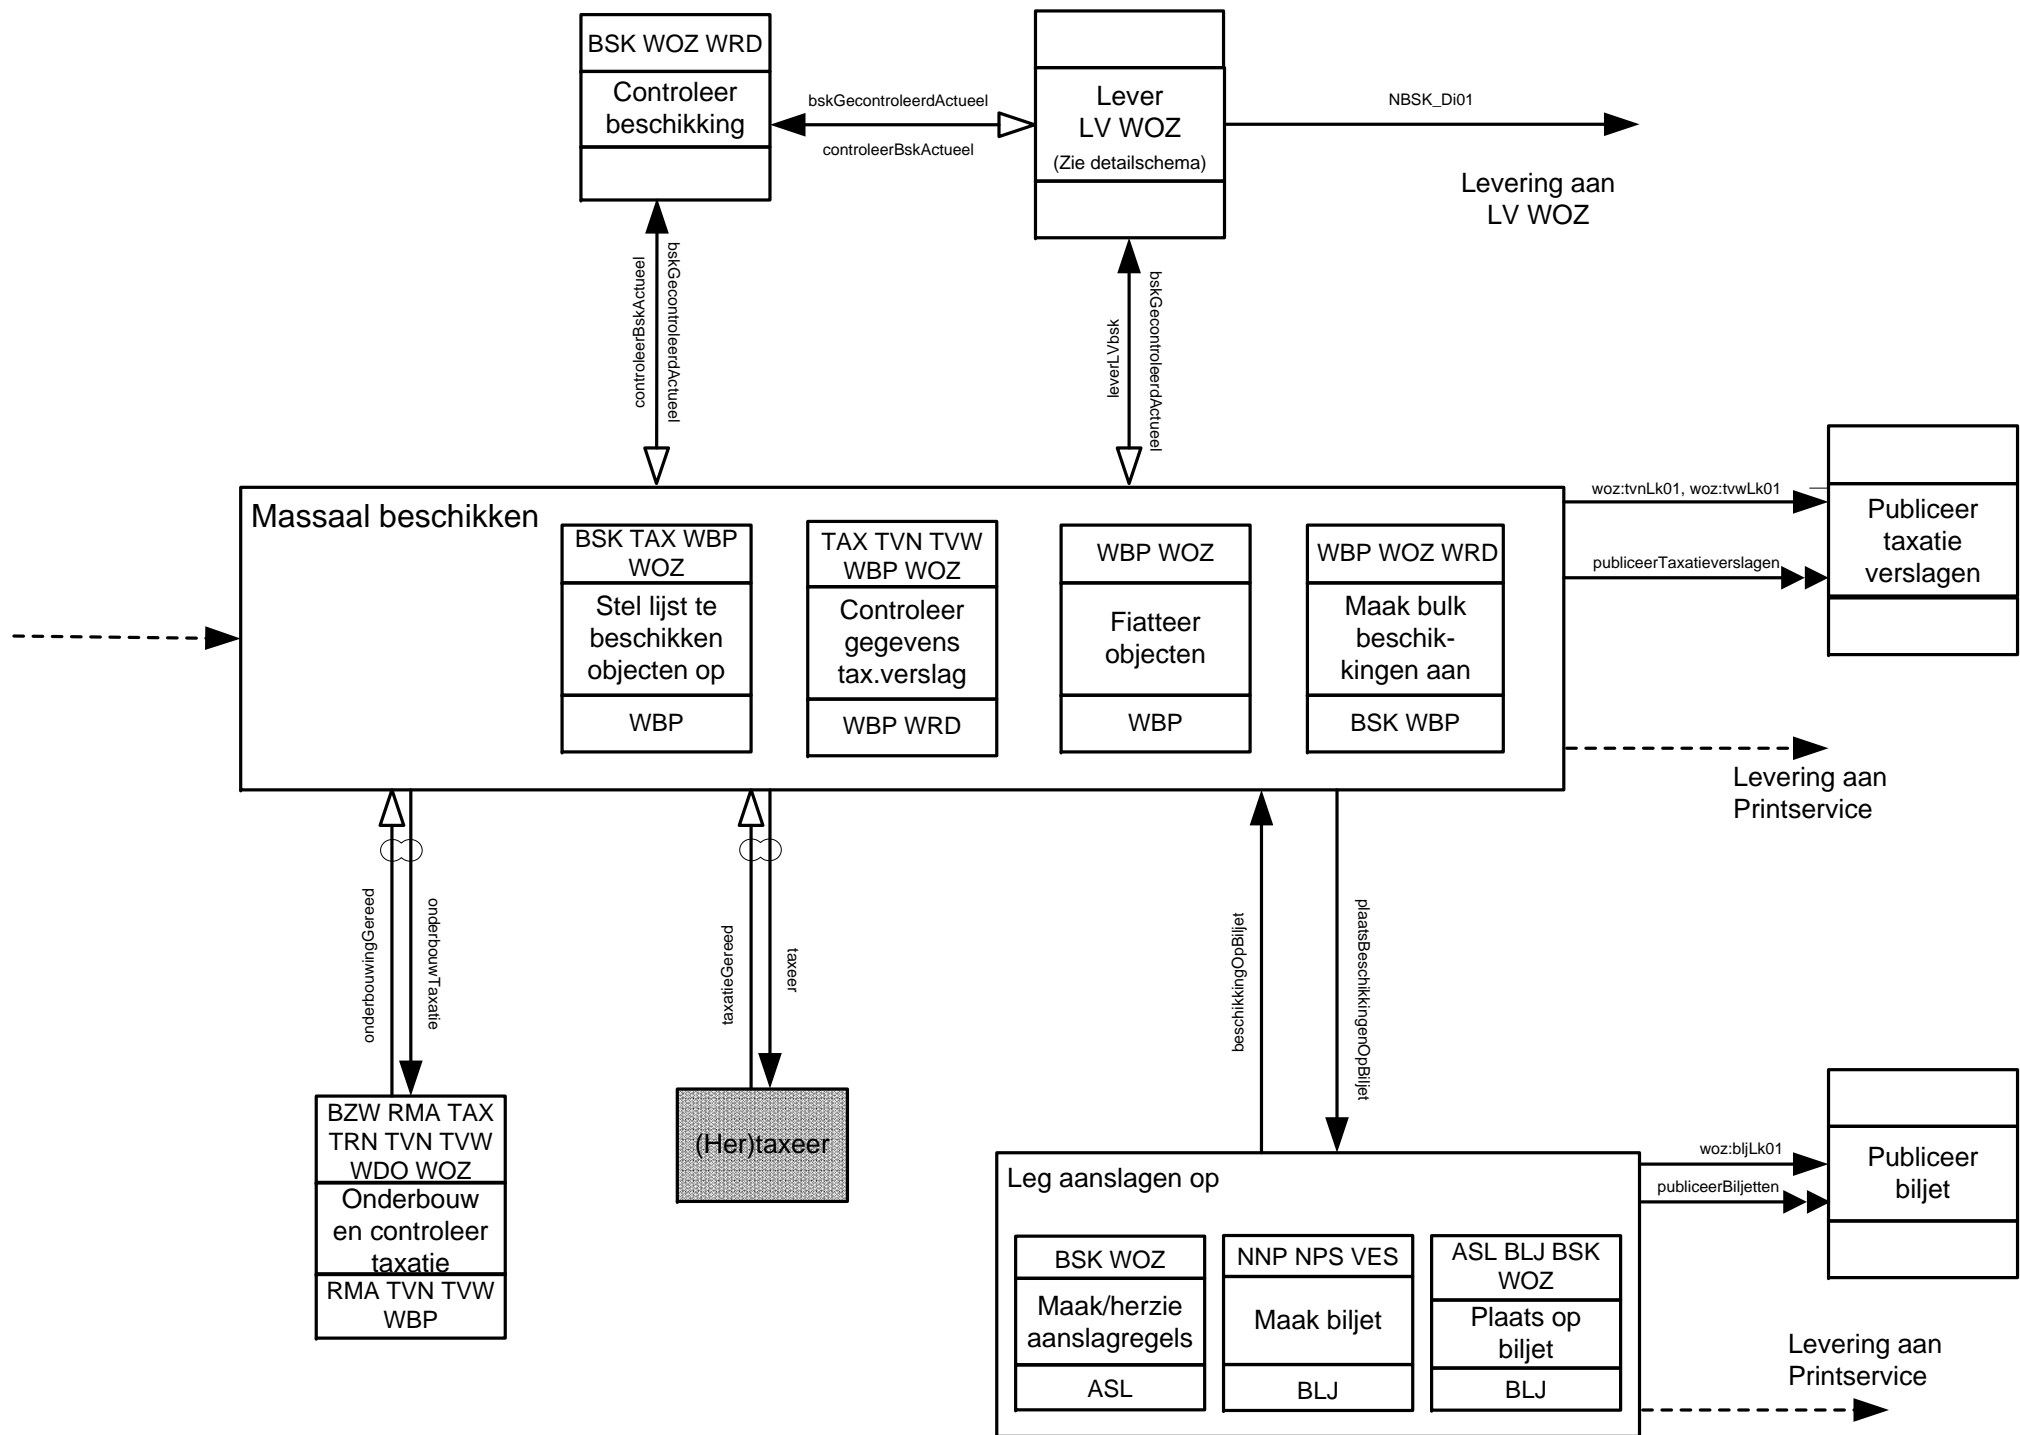 BSK WOZ WRD
Controleer
beschikking
bskGecontroleerdActueel
controleerBskActueel
Lever
LV WOZ
(Zie detailschema)
NBSK_Di01
Levering aan
LV WOZ
controleerBskActueel
bskGecontroleerdActueel
leverLVbsk
bskGecontroleerdActueel
Massaal beschikken
BSK TAX WBP
WOZ
Stel lijst te
beschikken
objecten op
WBP
TAX TVN TVW
WBP WOZ
Controleer
gegevens
tax.verslag
WBP WRD
WBP WOZ
Fiatteer
objecten
WBP
WBP WOZ WRD
Maak bulk
beschik-
kingen aan
BSK WBP
woz:tvnLk01, woz:tvwLk01
publiceerTaxatieverslagen
Publiceer
taxatie
verslagen
Levering aan
Printservice
onderbouwingGereed
onderbouwTaxatie
taxatieGereed
taxeer
beschikkingOpBiljet
plaatsBeschikkingenOpBiljet
BZW RMA TAX
TRN TVN TVW
WDO WOZ
Onderbouw
en controleer
taxatie
RMA TVN TVW
WBP
(Her)taxeer
Leg aanslagen op
BSK WOZ
Maak/herzie
aanslagregels
ASL
NNP NPS VES
Maak biljet
BLJ
ASL BLJ BSK
WOZ
Plaats op
biljet
BLJ
woz:bljLk01
publiceerBiljetten
Publiceer
biljet
Levering aan
Printservice